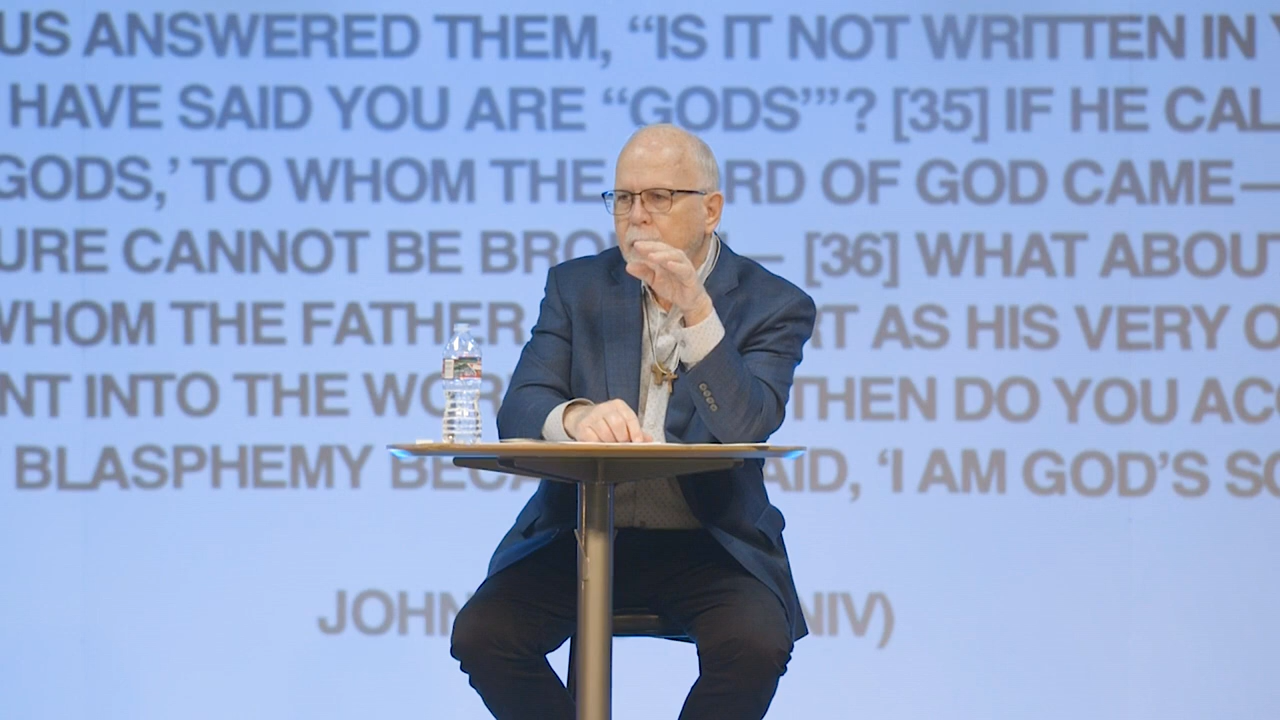 US ANSWERED THEM, “IS IT NOT WRITTEN IN
HAVE SAID YOU ARE “GODS”’”? [35] IF HE CAL
GODS,’ TO WHOM THE RD OF GOD CAME—
URE CANNOT BE BRO — [36] WHAT ABOUT
WHOM THE FATHER RT AS HIS VERY O
NT INTO THE WOR THEN DO YOU AC
BLASPHEMY BECA AID, ‘I AM GOD’S SO
JOHN NIV)